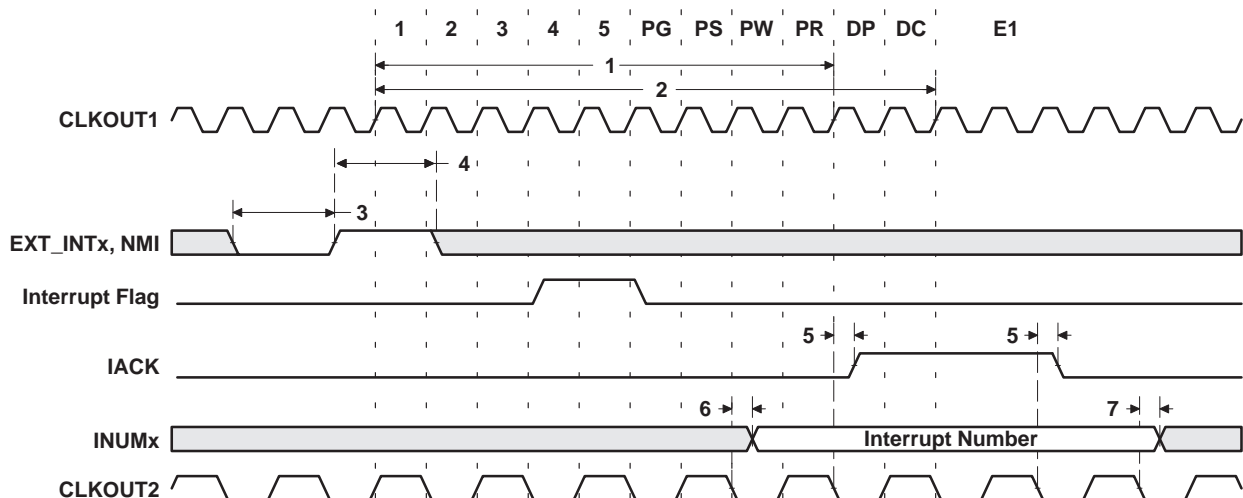 1 2 3 4 5 PG PS PW PR DP DC E1
1
2
CLKOUT1
4
3
EXT_INTx, NMI
Interrupt Flag
5 5
IACK
6 7
INUMx Interrupt Number
CLKOUT2